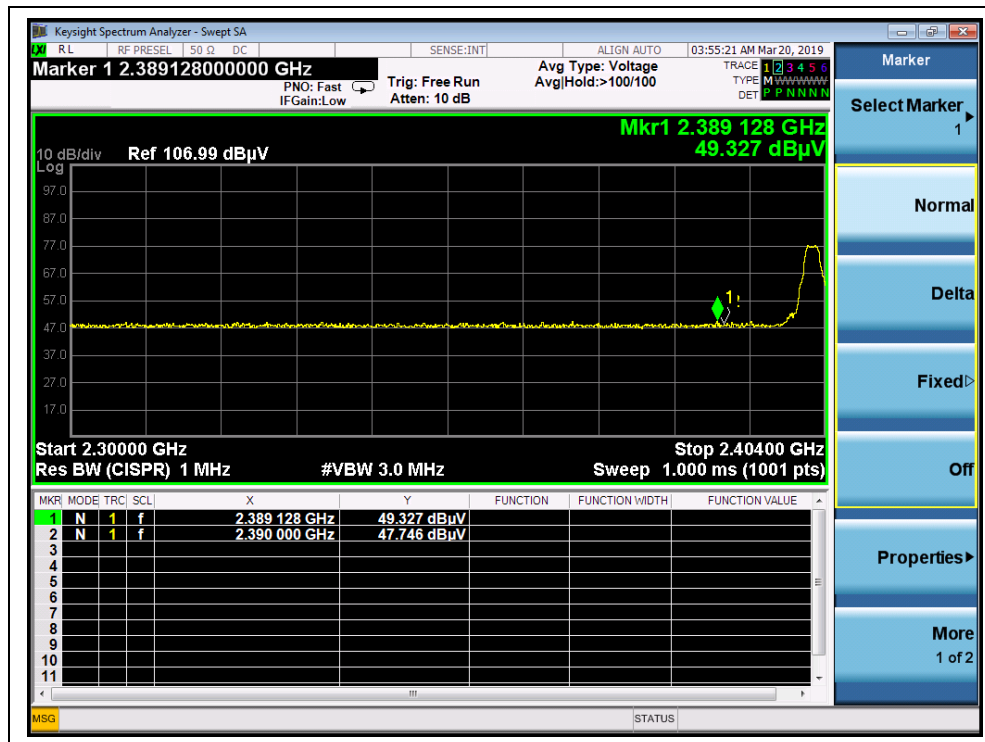 Keysight Spectrum Analyzer - Swept SA
LXI RL RF PRESEL 50 Ω DC SENSE:INT ALIGN AUTO 03:55:21 AM Mar 20, 2019
Marker 1 2.389128000000 GHz
PNO: Fast
IFGain:Low
Trig: Free Run
Atten: 10 dB
Avg Type: Voltage
Avg|Hold:>100/100
TRACE 1 2 3 4 5 6
TYPE M W W W W W
DET P P N N N N
Mkr1 2.389 128 GHz
49.327 dBµV
10 dB/div Ref 106.99 dBµV
Log
97.0
87.0
77.0
67.0
57.0
47.0
37.0
27.0
17.0
1
Start 2.30000 GHz Stop 2.40400 GHz
Res BW (CISPR) 1 MHz #VBW 3.0 MHz Sweep 1.000 ms (1001 pts)
MKR MODE TRC SCL X Y FUNCTION FUNCTION WIDTH FUNCTION VALUE
1 N 1 f 2.389 128 GHz 49.327 dBµV
2 N 1 f 2.390 000 GHz 47.746 dBµV
3
4
5
6
7
8
9
10
11
MSG STATUS
Marker
Select Marker
1
Normal
Delta
Fixed
Off
Properties
More
1 of 2